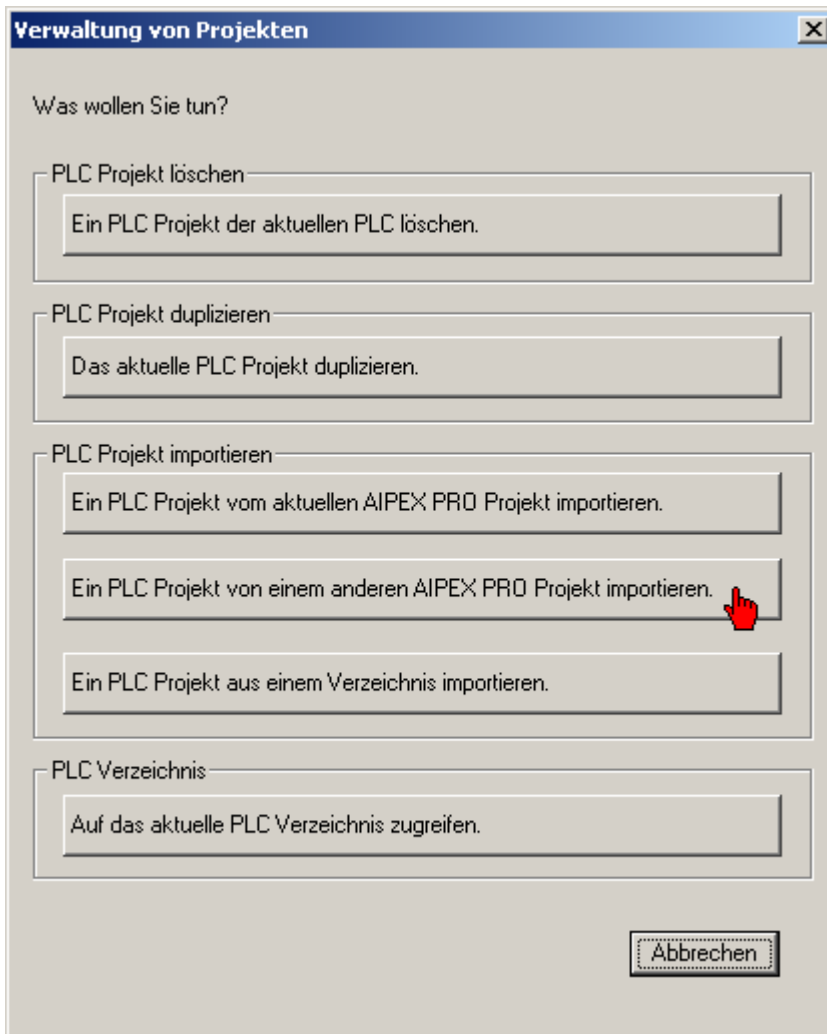 Verwaltung von Projekten
Was wollen Sie tun?
PLC Projekt löschen
Ein PLC Projekt der aktuellen PLC löschen.
PLC Projekt duplizieren
Das aktuelle PLC Projekt duplizieren.
PLC Projekt importieren
Ein PLC Projekt vom aktuellen AIPEX PRO Projekt importieren.
Ein PLC Projekt von einem anderen AIPEX PRO Projekt importieren.
Ein PLC Projekt aus einem Verzeichnis importieren.
PLC Verzeichnis
Auf das aktuelle PLC Verzeichnis zugreifen.
Abbrechen